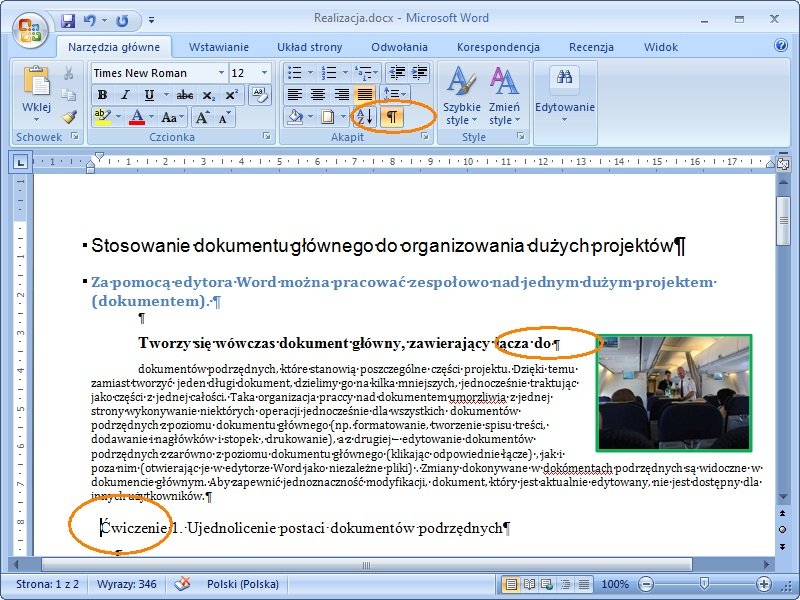 Realizacja.docx - Microsoft Word
Narzędzia główne Wstawianie Układ strony Odwołania Korespondencja Recenzja Widok
Times New Roman 12
Wklej
B I U abc x₂ x²
ab A Aa A A
Szybkie style Zmień style Edytowanie
Schowek Czcionka Akapit Style
1 1 2 3 4 5 6 7 8 9 10 11 12 13 14 15 16 17
Stosowanie dokumentu głównego do organizowania dużych projektów¶
Za pomocą edytora Word można pracować zespołowo nad jednym dużym projektem
(dokumentem). ¶
¶
Tworzy się wówczas dokument główny, zawierający łącza do ¶
dokumentów podrzędnych, które stanowią poszczególne części projektu. Dzięki temu
zamiast tworzyć jeden długi dokument, dzielimy go na kilka mniejszych, jednocześnie traktując
jako części z jednej całości. Taka organizacja praccy nad dokumentem umorzliwia z jednej
strony wykonywanie niektórych operacji jednocześnie dla wszystkich dokumentów
podrzędnych z poziomu dokumentu głównego (np. formatowanie, tworzenie spisu treści,
dodawanie i nagłówków i stopek, drukowanie), a z drugiej – edytowanie dokumentów
podrzędnych z zarówno z poziomu dokumentu głównego (klikając odpowiednie łącze), jak i
poza nim (otwierając je w edytorze Word jako niezależne pliki). Zmiany dokonywane w dokómentach podrzędnych są widoczne w
dokumencie głównym. Aby zapewnić jednoznaczność modyfikacji, dokument, który jest aktualnie edytowany, nie jest dostępny dla
innych użytkowników. ¶
Ćwiczenie 1. Ujednolicenie postaci dokumentów podrzędnych¶
¶
Strona: 1 z 2 Wyrazy: 346 Polski (Polska) 100%